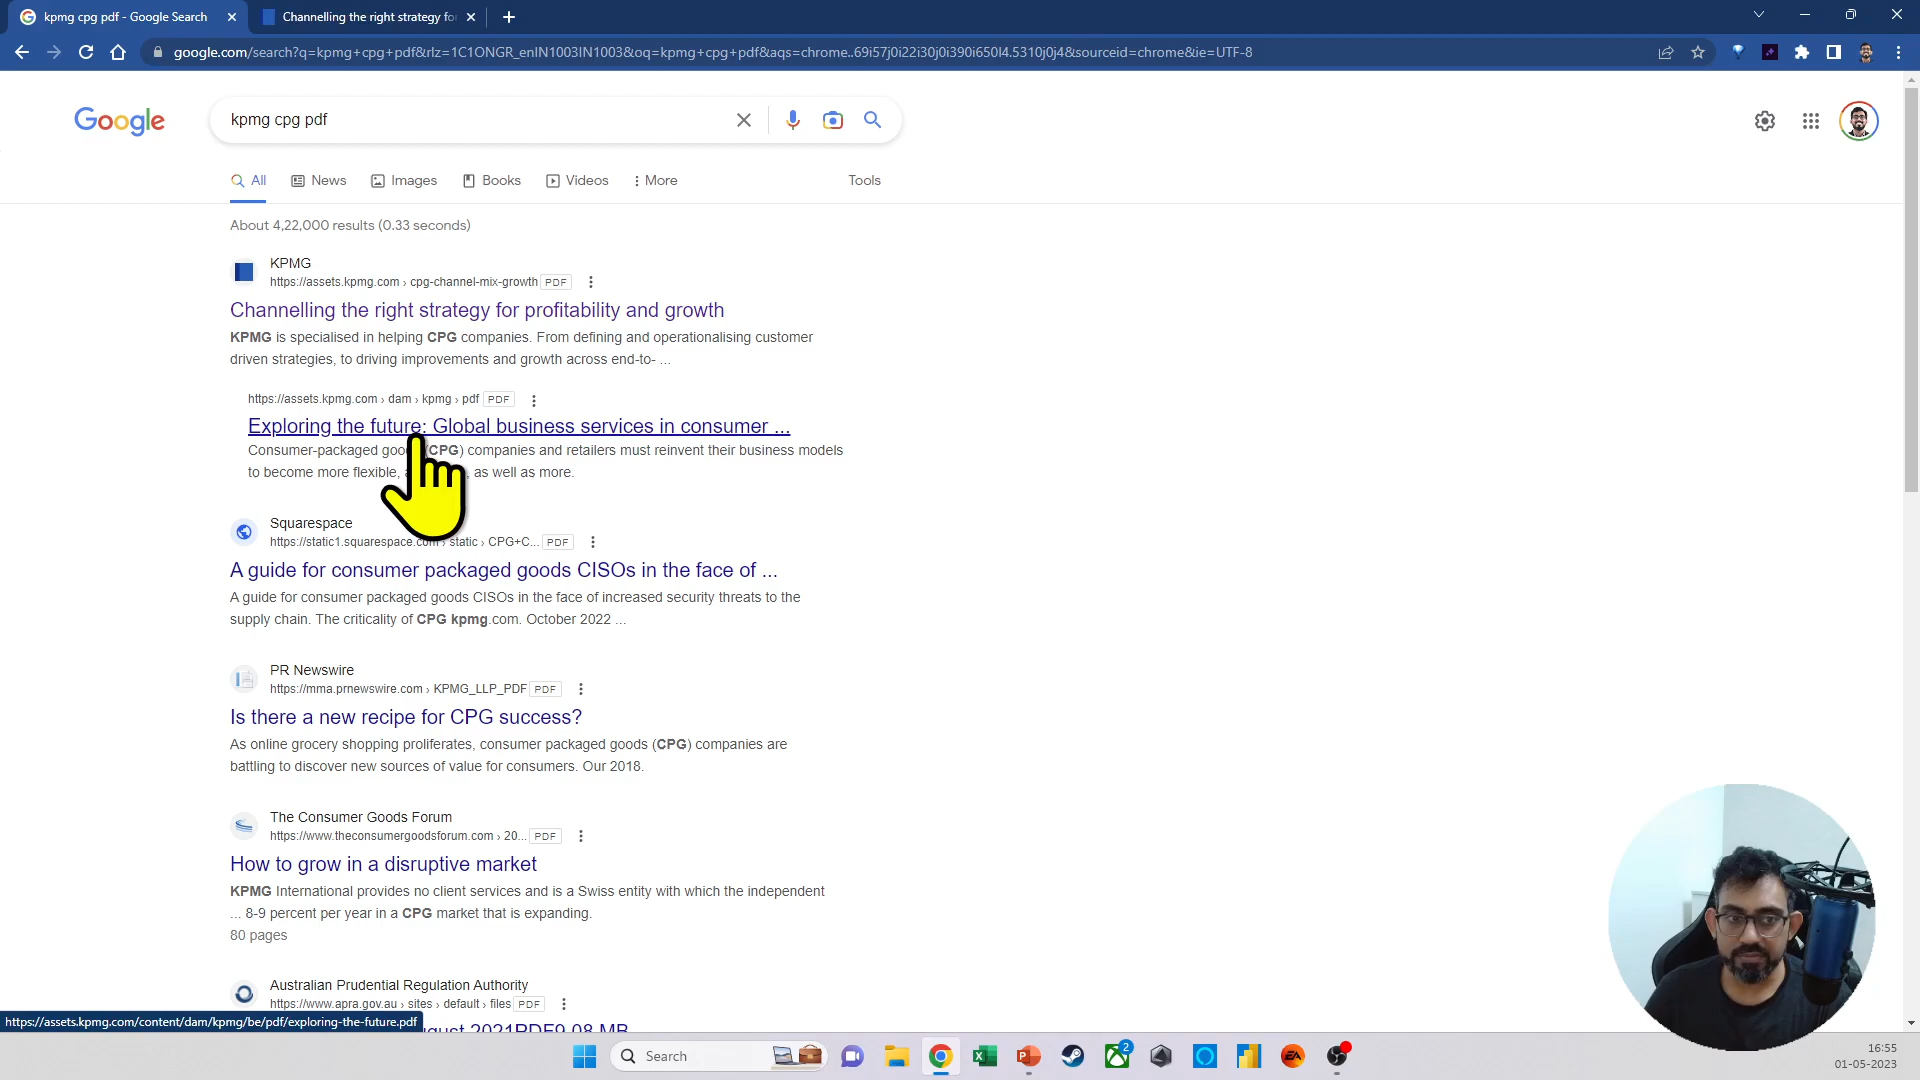 kpmg cpg pdf - Google Search
Channelling the right strategy for
google.com/search?q=kpmg+cpg+pdf&rlz=1C1ONGR_enIN1003IN1003&oq=kpmg+cpg+pdf&aqs=chrome..69i57j0i22i30j0i390i650l4.5310j0j4&sourceid=chrome&ie=UTF-8
Google
kpmg cpg pdf
All
News
Images
Books
Videos
More
Tools
About 4,22,000 results (0.33 seconds)
KPMG
https://assets.kpmg.com › cpg-channel-mix-growth PDF
Channelling the right strategy for profitability and growth
KPMG is specialised in helping CPG companies. From defining and operationalising customer
driven strategies, to driving improvements and growth across end-to- ...
https://assets.kpmg.com › dam › kpmg › pdf PDF
Exploring the future: Global business services in consumer ...
Consumer-packaged (CPG) companies and retailers must reinvent their business models
to become more flexible, as well as more.
Squarespace
https://static1.squarespace.com › static › CPG+C... PDF
A guide for consumer packaged goods CISOs in the face of ...
A guide for consumer packaged goods CISOs in the face of increased security threats to the
supply chain. The criticality of CPG kpmg.com. October 2022 ...
PR Newswire
https://mma.prnewswire.com › KPMG_LLP_PDF PDF
Is there a new recipe for CPG success?
As online grocery shopping proliferates, consumer packaged goods (CPG) companies are
battling to discover new sources of value for consumers. Our 2018.
The Consumer Goods Forum
https://www.theconsumergoodsforum.com › 20... PDF
How to grow in a disruptive market
KPMG International provides no client services and is a Swiss entity with which the independent
... 8-9 percent per year in a CPG market that is expanding.
80 pages
Australian Prudential Regulation Authority
https://www.apra.gov.au › sites › default › files PDF
2021PDF9.08 MB
https://assets.kpmg.com/content/dam/kpmg/be/pdf/exploring-the-future.pdf
Search
2
EA
16:55
01-05-2023